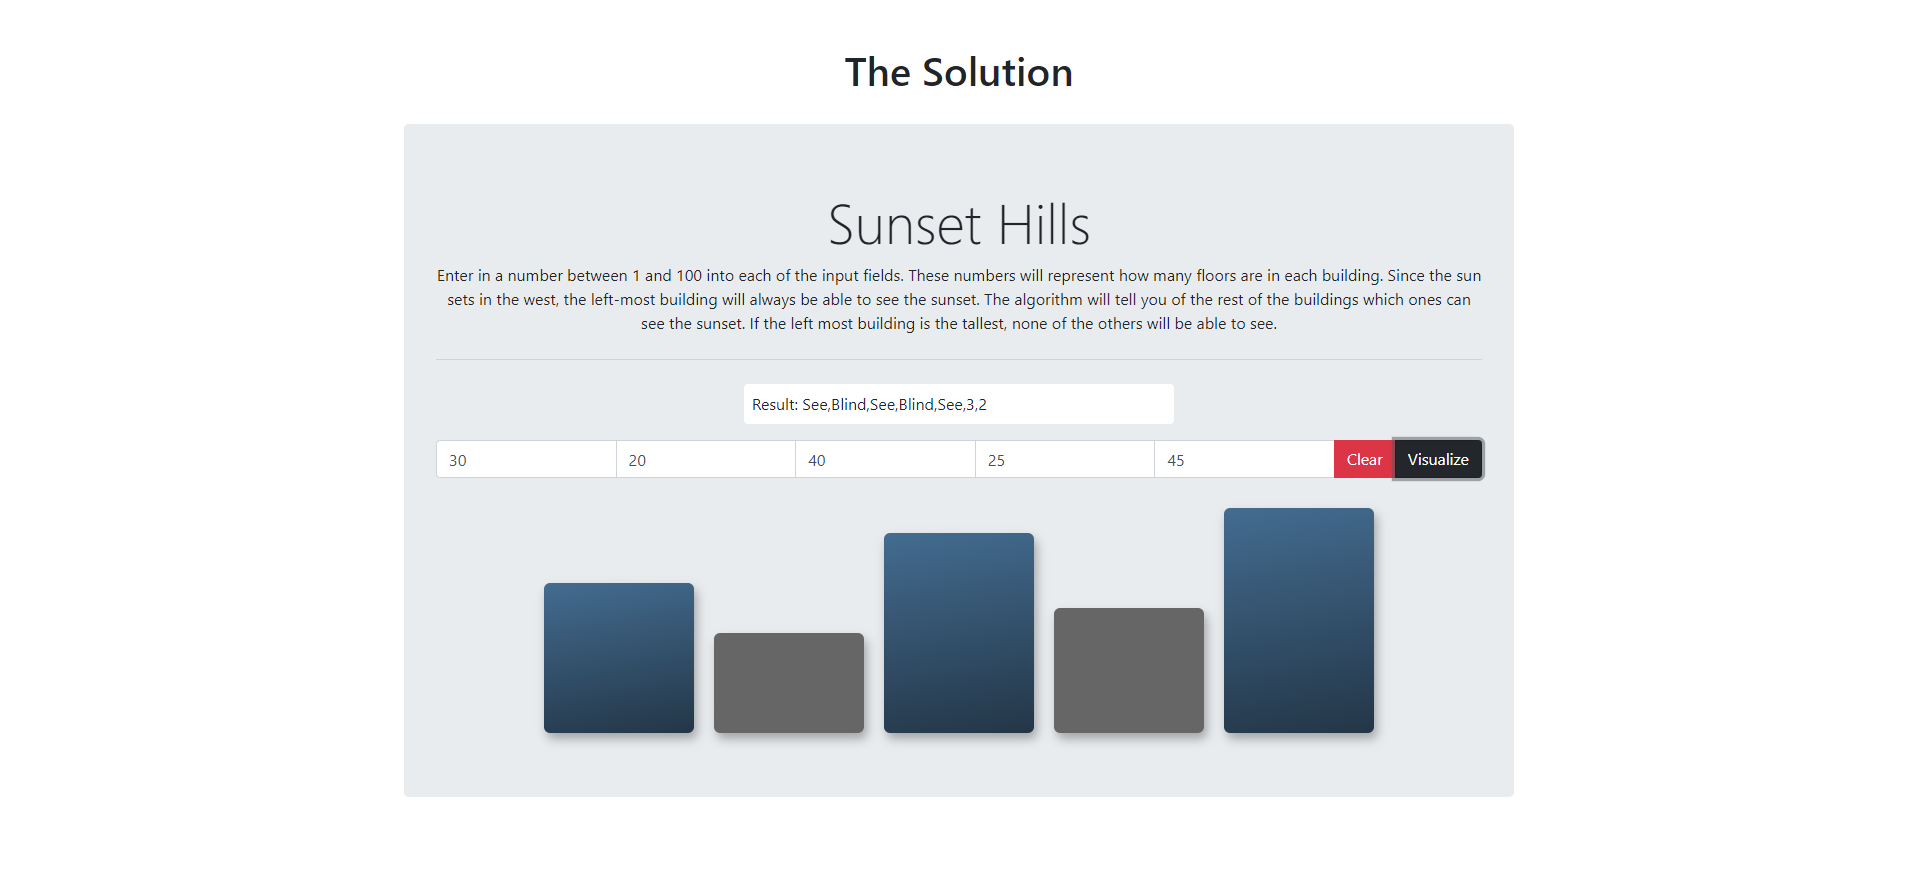 The Solution
Sunset Hills
Enter in a number between 1 and 100 into each of the input fields. These numbers will represent how many floors are in each building. Since the sun
sets in the west, the left-most building will always be able to see the sunset. The algorithm will tell you of the rest of the buildings which ones can
see the sunset. If the left most building is the tallest, none of the others will be able to see.
Result: See,Blind,See,Blind,See,3,2
30 20 40 25 45 Clear Visualize